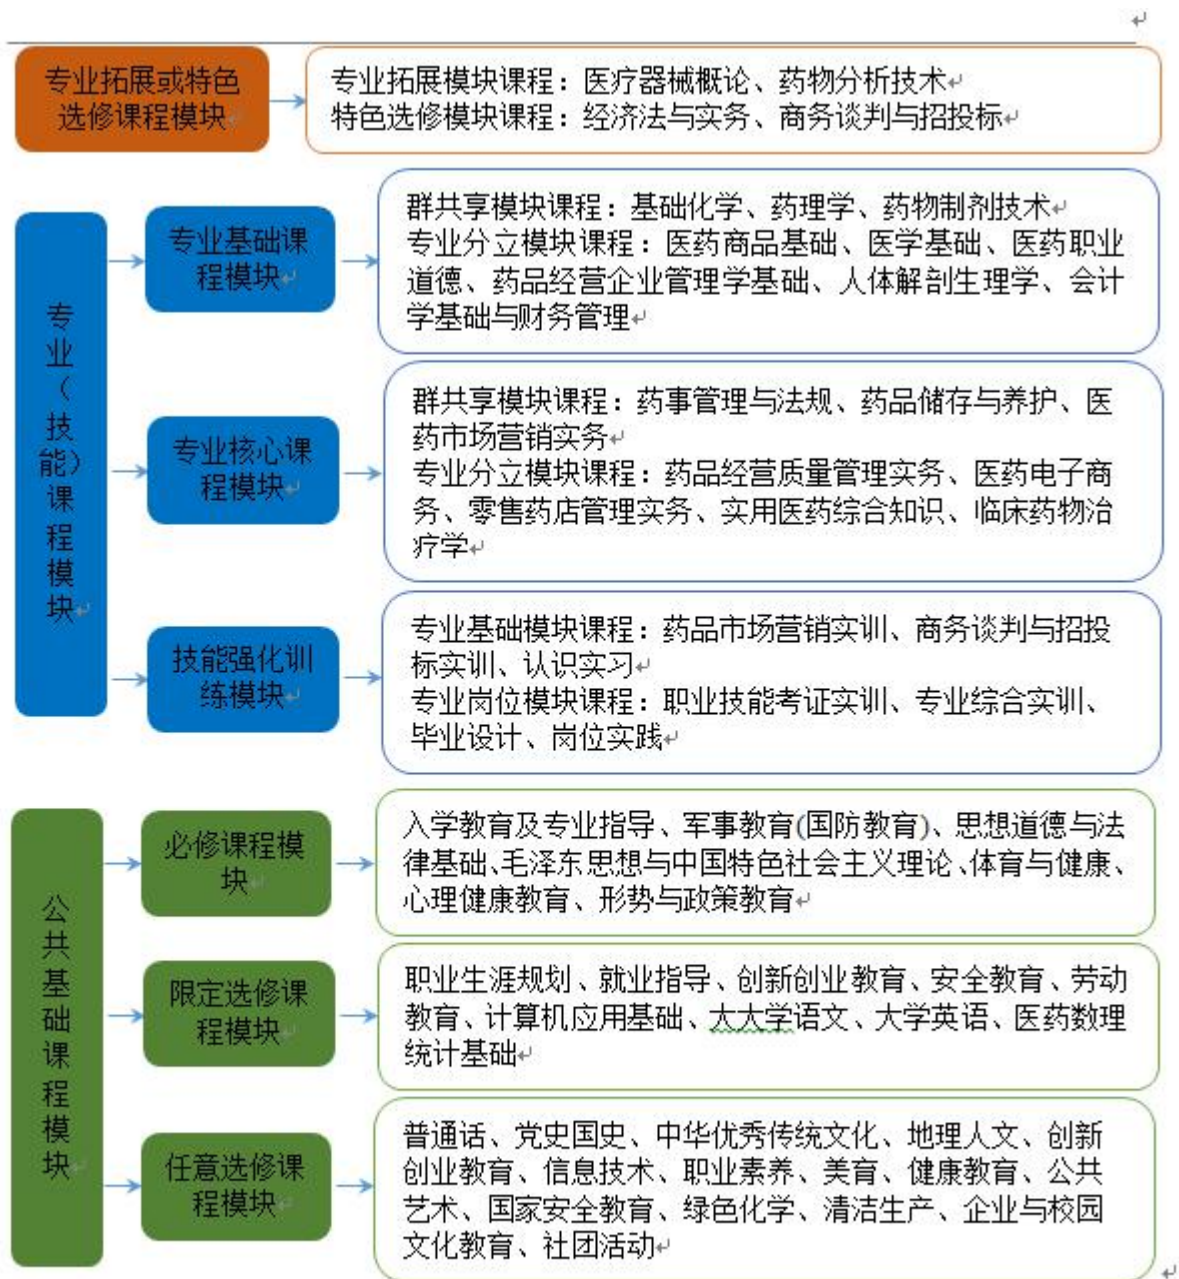 专业拓展或特色
选修课程模块
专业拓展模块课程：医疗器械概论、药物分析技术
特色选修模块课程：经济法与实务、商务谈判与招投标
专业（技能）课程模块
专业基础课
程模块
群共享模块课程：基础化学、药理学、药物制剂技术
专业分立模块课程：医药商品基础、医学基础、医药职业
道德、药品经营企业管理学基础、人体解剖生理学、会计
学基础与财务管理
专业核心课
程模块
群共享模块课程：药事管理与法规、药品储存与养护、医
药市场营销实务
专业分立模块课程：药品经营质量管理实务、医药电子商
务、零售药店管理实务、实用医药综合知识、临床药物治
疗学
技能强化训
练模块
专业基础模块课程：药品市场营销实训、商务谈判与招投
标实训、认识实习
专业岗位模块课程：职业技能考证实训、专业综合实训、
毕业设计、岗位实践
公共基础课程模块
必修课程模
块
入学教育及专业指导、军事教育(国防教育)、思想道德与法
律基础、毛泽东思想与中国特色社会主义理论、体育与健康、
心理健康教育、形势与政策教育
限定选修课
程模块
职业生涯规划、就业指导、创新创业教育、安全教育、劳动
教育、计算机应用基础、大大学语文、大学英语、医药数理
统计基础
任意选修课
程模块
普通话、党史国史、中华优秀传统文化、地理人文、创新
创业教育、信息技术、职业素养、美育、健康教育、公共
艺术、国家安全教育、绿色化学、清洁生产、企业与校园
文化教育、社团活动